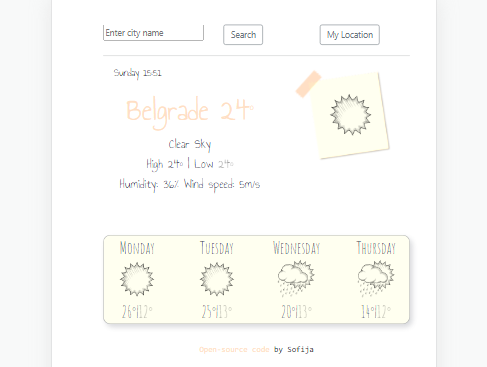 Enter city name
Search
My Location
Sunday 15:51
Belgrade 24°
Clear Sky
High 24° | Low 24°
Humidity: 36% Wind speed: 5m/s
MONDAY TUESDAY WEDNESDAY THURSDAY
26°|12° 25°|13° 20°|13° 14°|12°
Open-source code by Sofija